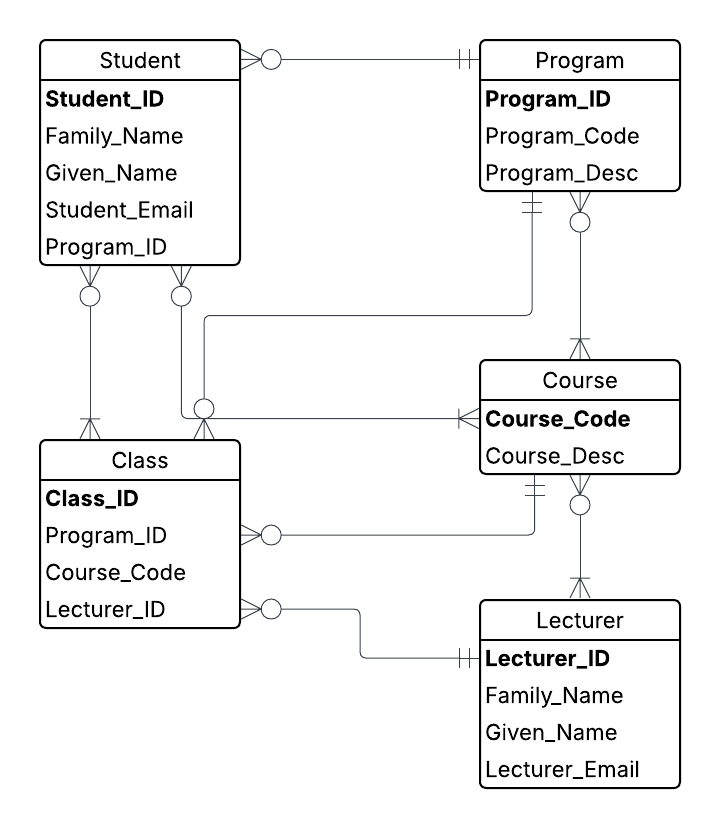 Student
Student_ID
Family_Name
Given_Name
Student_Email
Program_ID
Program
Program_ID
Program_Code
Program_Desc
Course
Course_Code
Course_Desc
Class
Class_ID
Program_ID
Course_Code
Lecturer_ID
Lecturer
Lecturer_ID
Family_Name
Given_Name
Lecturer_Email